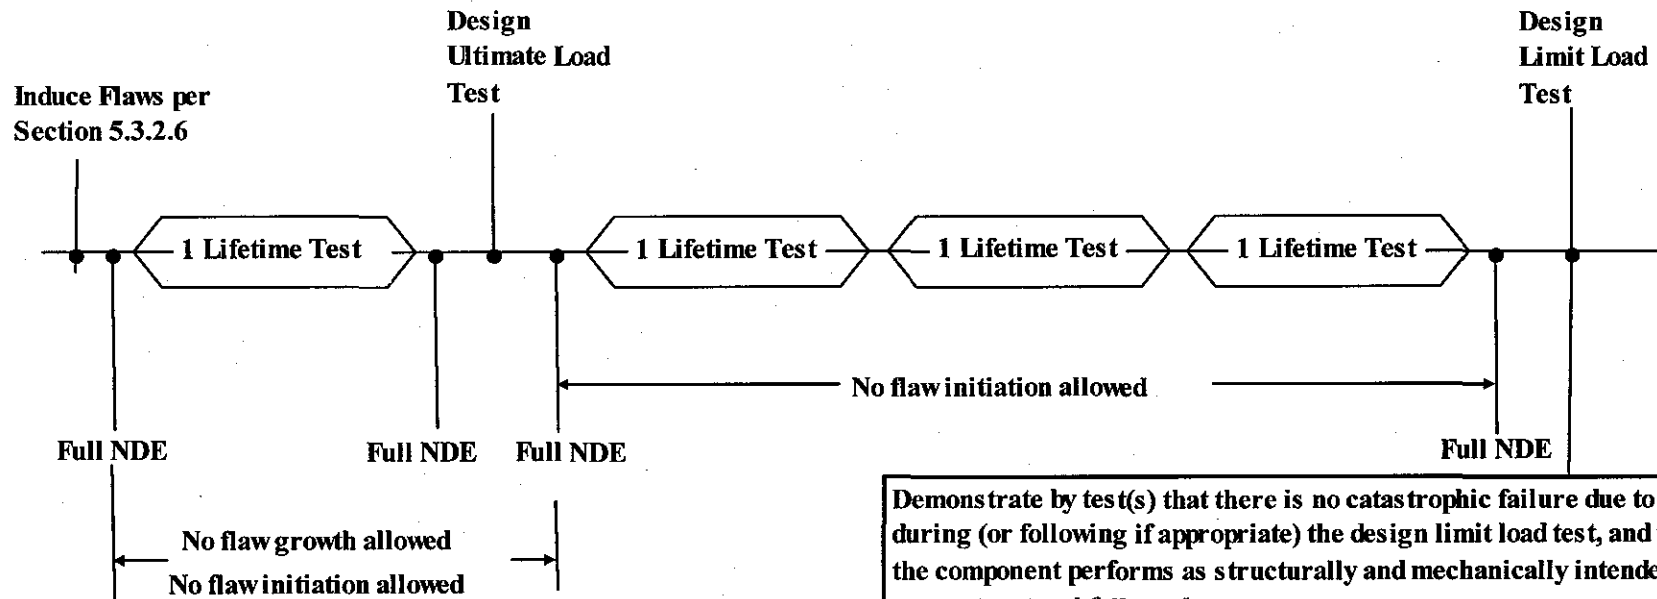 Design
Ultimate Load
Test
Design
Limit Load
Test
Induce Flaws per
Section 5.3.2.6
1 Lifetime Test
1 Lifetime Test
1 Lifetime Test
1 Lifetime Test
No flaw initiation allowed
Full NDE
Full NDE
Full NDE
Full NDE
No flaw growth allowed
No flaw initiation allowed
Demonstrate by test(s) that there is no catastrophic failure due to
during (or following if appropriate) the design limit load test, and
the component performs as structurally and mechanically intende